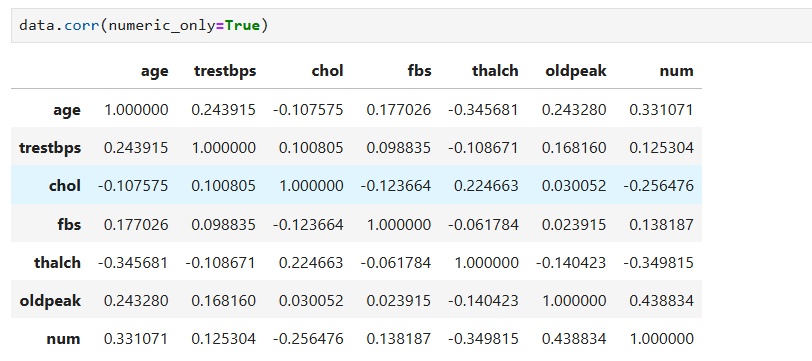 data.corr(numeric_only=True)
age trestbps chol fbs thalch oldpeak num
age 1.000000 0.243915 -0.107575 0.177026 -0.345681 0.243280 0.331071
trestbps 0.243915 1.000000 0.100805 0.098835 -0.108671 0.168160 0.125304
chol -0.107575 0.100805 1.000000 -0.123664 0.224663 0.030052 -0.256476
fbs 0.177026 0.098835 -0.123664 1.000000 -0.061784 0.023915 0.138187
thalch -0.345681 -0.108671 0.224663 -0.061784 1.000000 -0.140423 -0.349815
oldpeak 0.243280 0.168160 0.030052 0.023915 -0.140423 1.000000 0.438834
num 0.331071 0.125304 -0.256476 0.138187 -0.349815 0.438834 1.000000